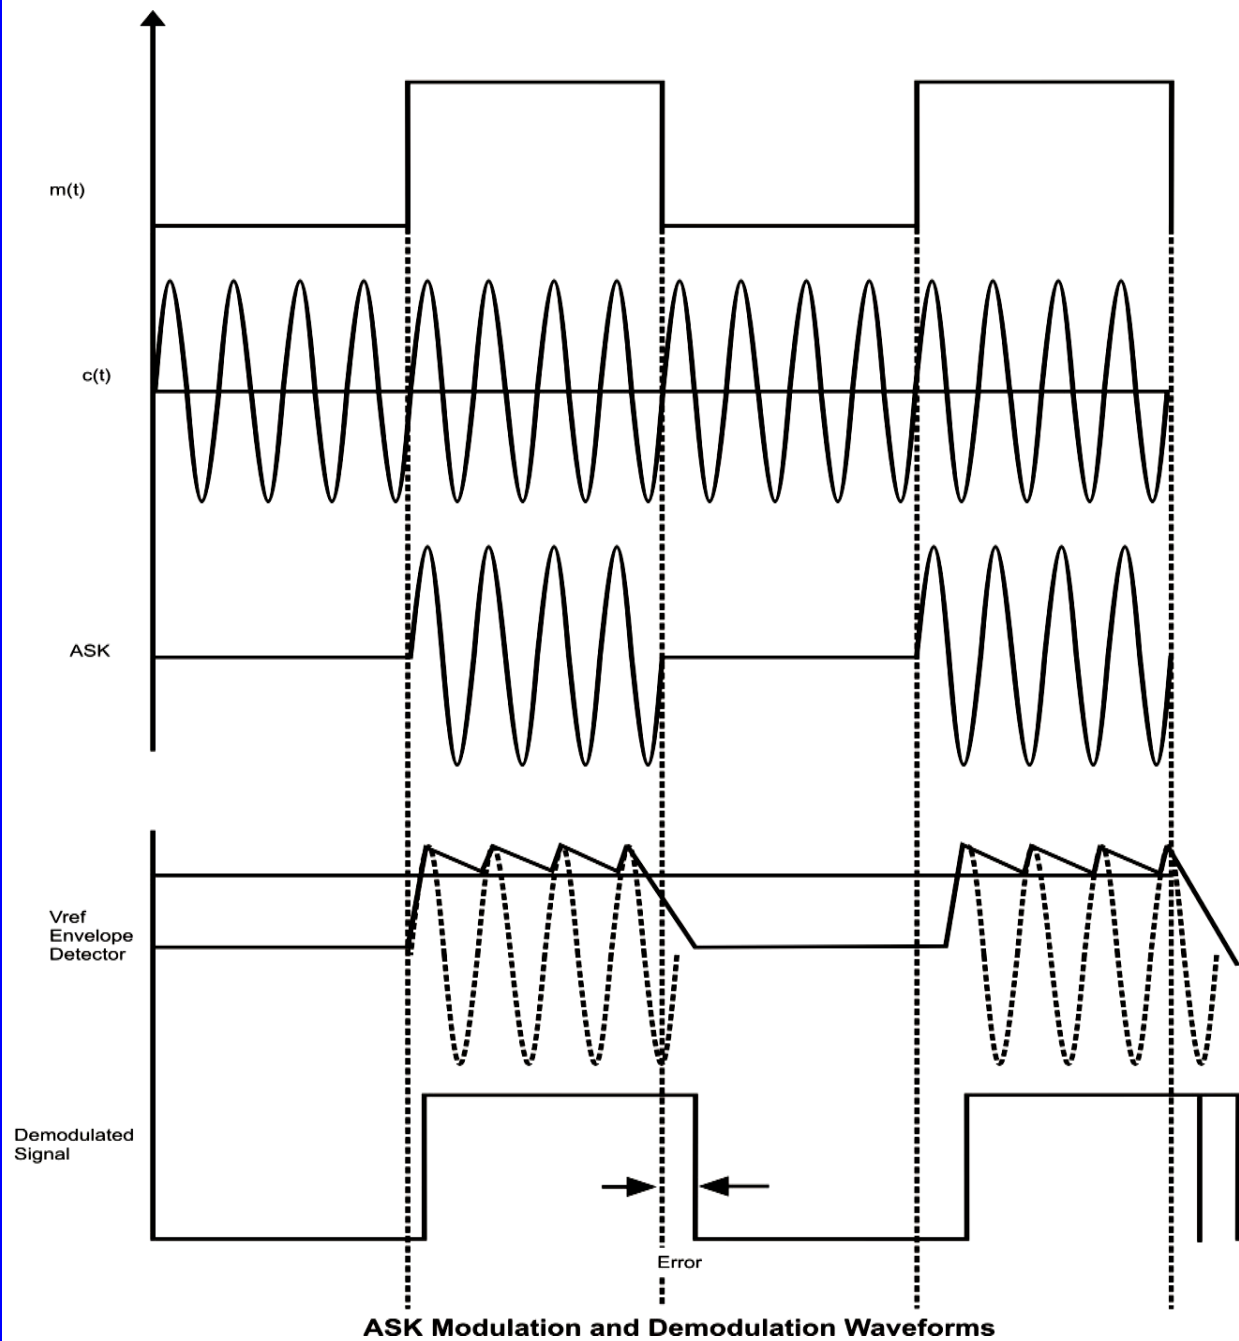 m(t)
c(t)
ASK
Vref
Envelope
Detector
Demodulated
Signal
Error
ASK Modulation and Demodulation Waveforms